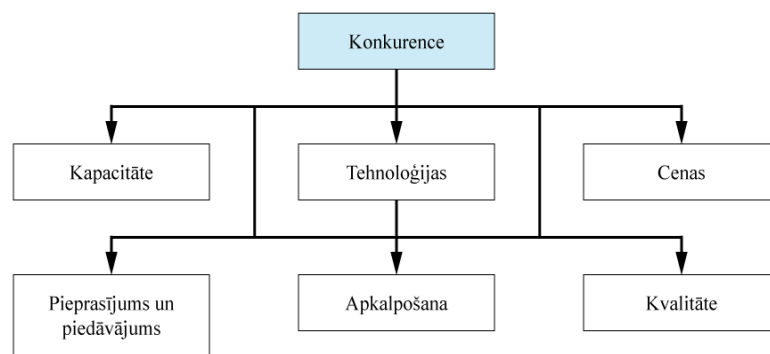 Konkurence
Kapacitāte
Tehnoloģijas
Cenas
Pieprasījums un
piedāvājums
Apkalpošana
Kvalitāte